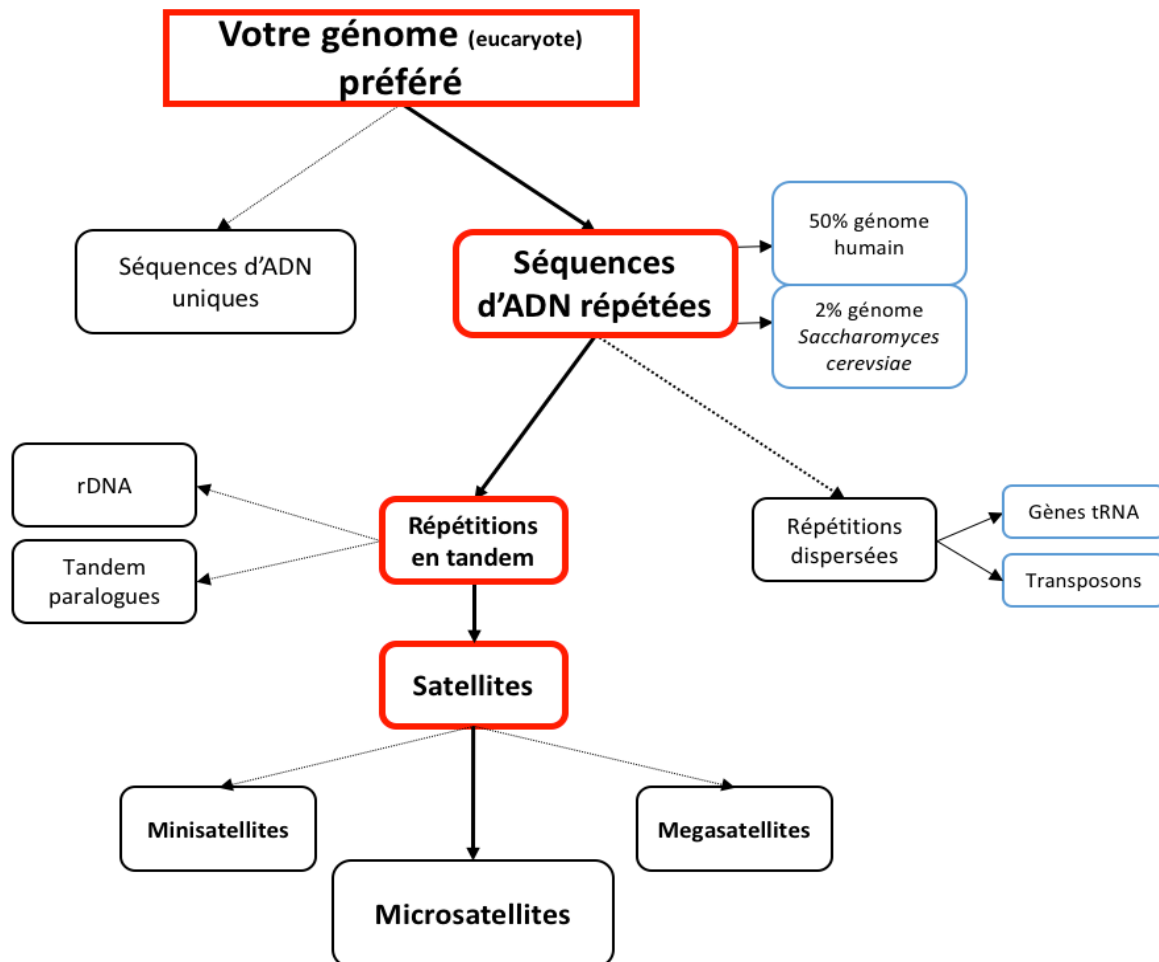 Votre génome (eucaryote)
préféré
Séquences d'ADN
uniques
Séquences
d'ADN répétées
50% génome
humain
2% génome
Saccharomyces
cerevsiae
rDNA
Tandem
paralogues
Répétitions
en tandem
Répétitions
dispersées
Gènes tRNA
Transposons
Satellites
Minisatellites
Microsatellites
Megasatellites